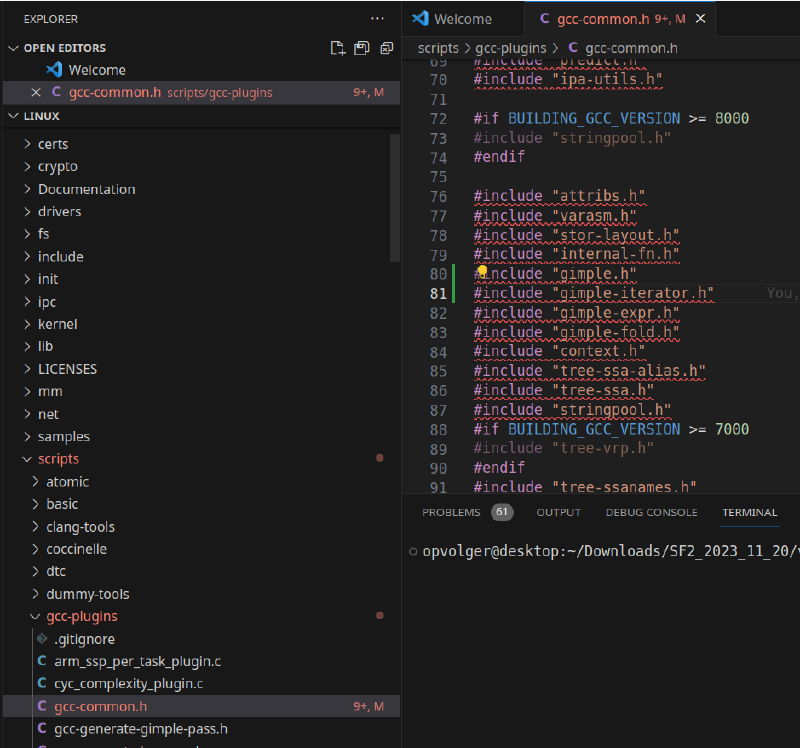 EXPLORER
OPEN EDITORS
Welcome
gcc-common.h scripts/gcc-plugins 9+, M
LINUX
certs
crypto
Documentation
drivers
fs
include
init
ipc
kernel
lib
LICENSES
mm
net
samples
scripts
atomic
basic
clang-tools
coccinelle
dtc
dummy-tools
gcc-plugins
.gitignore
arm_ssp_per_task_plugin.c
cyc_complexity_plugin.c
gcc-common.h 9+, M
gcc-generate-gimple-pass.h
Welcome
C gcc-common.h 9+, M
scripts > gcc-plugins > C gcc-common.h
69 #include "predict.h"
70 #include "ipa-utils.h"
71
72 #if BUILDING_GCC_VERSION >= 8000
73 #include "stringpool.h"
74 #endif
75
76 #include "attribs.h"
77 #include "varasm.h"
78 #include "stor-layout.h"
79 #include "internal-fn.h"
80 #include "gimple.h"
81 #include "gimple-iterator.h" You,
82 #include "gimple-expr.h"
83 #include "gimple-fold.h"
84 #include "context.h"
85 #include "tree-ssa-alias.h"
86 #include "tree-ssa.h"
87 #include "stringpool.h"
88 #if BUILDING_GCC_VERSION >= 7000
89 #include "tree-vrp.h"
90 #endif
91 #include "tree-ssanames.h"
PROBLEMS 61 OUTPUT DEBUG CONSOLE TERMINAL
opvolger@desktop:~/Downloads/SF2_2023_11_20/